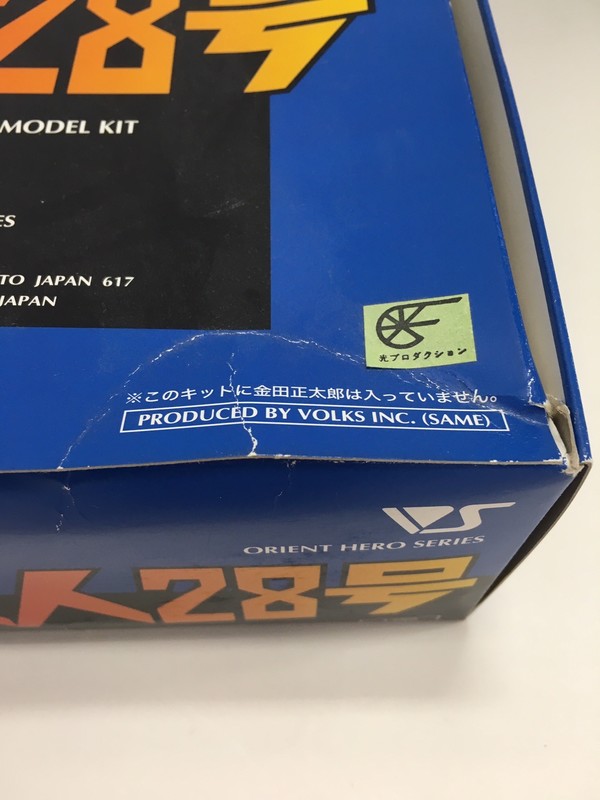 28号
MODEL KIT
ES
TO JAPAN 617
JAPAN
光プロダクション
※このキットに金田正太郎は入っていません。
PRODUCED BY VOLKS INC. (SAME)
VS
ORIENT HERO SERIES
人28号